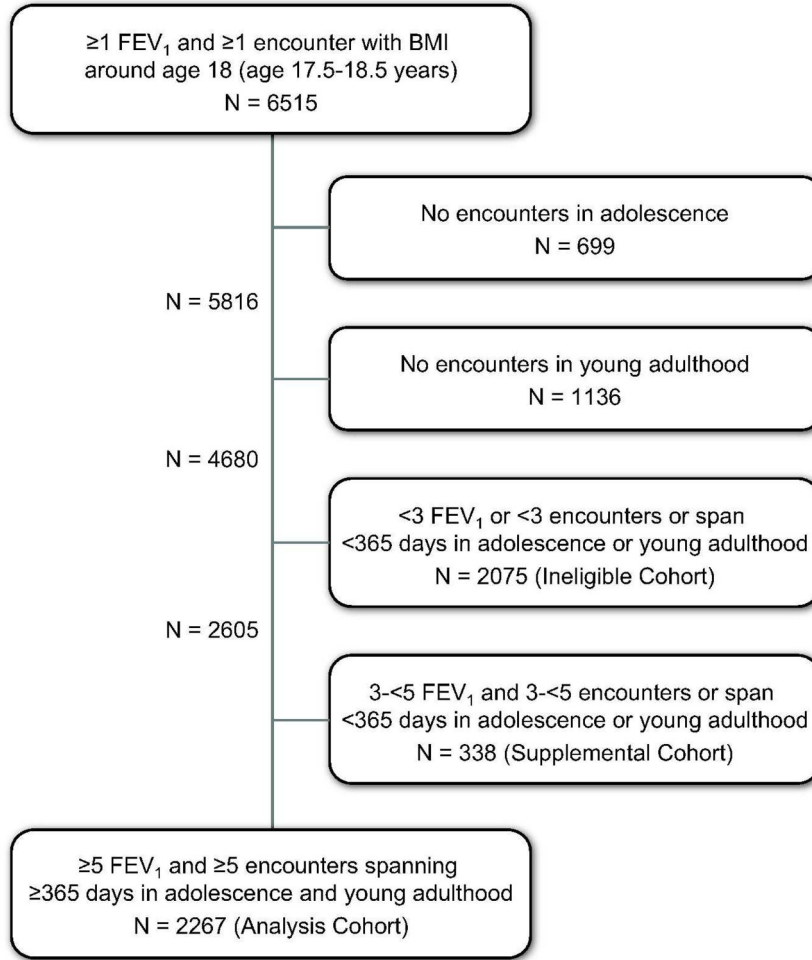 ≥1 FEV₁ and ≥1 encounter with BMI
around age 18 (age 17.5-18.5 years)
N = 6515
No encounters in adolescence
N = 699
N = 5816
No encounters in young adulthood
N = 1136
N = 4680
<3 FEV₁ or <3 encounters or span
<365 days in adolescence or young adulthood
N = 2075 (Ineligible Cohort)
N = 2605
3-<5 FEV₁ and 3-<5 encounters or span
<365 days in adolescence or young adulthood
N = 338 (Supplemental Cohort)
≥5 FEV₁ and ≥5 encounters spanning
≥365 days in adolescence and young adulthood
N = 2267 (Analysis Cohort)